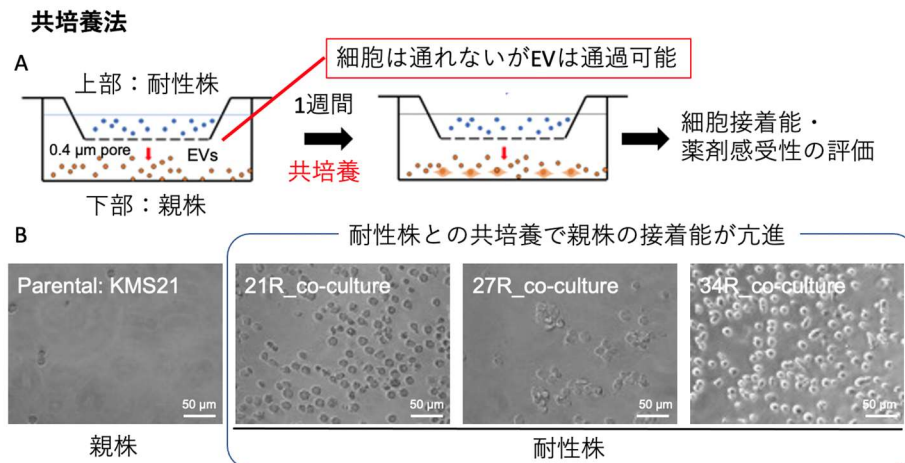 共培養法
A
上部：耐性株
細胞は通れないがEVは通過可能
1週間
共培養
0.4 μm pore
EVs
下部：親株
細胞接着能・
薬剤感受性の評価
B
耐性株との共培養で親株の接着能が亢進
Parental: KMS21
21R_co-culture
27R_co-culture
34R_co-culture
50 μm
50 μm
50 μm
50 μm
親株
耐性株